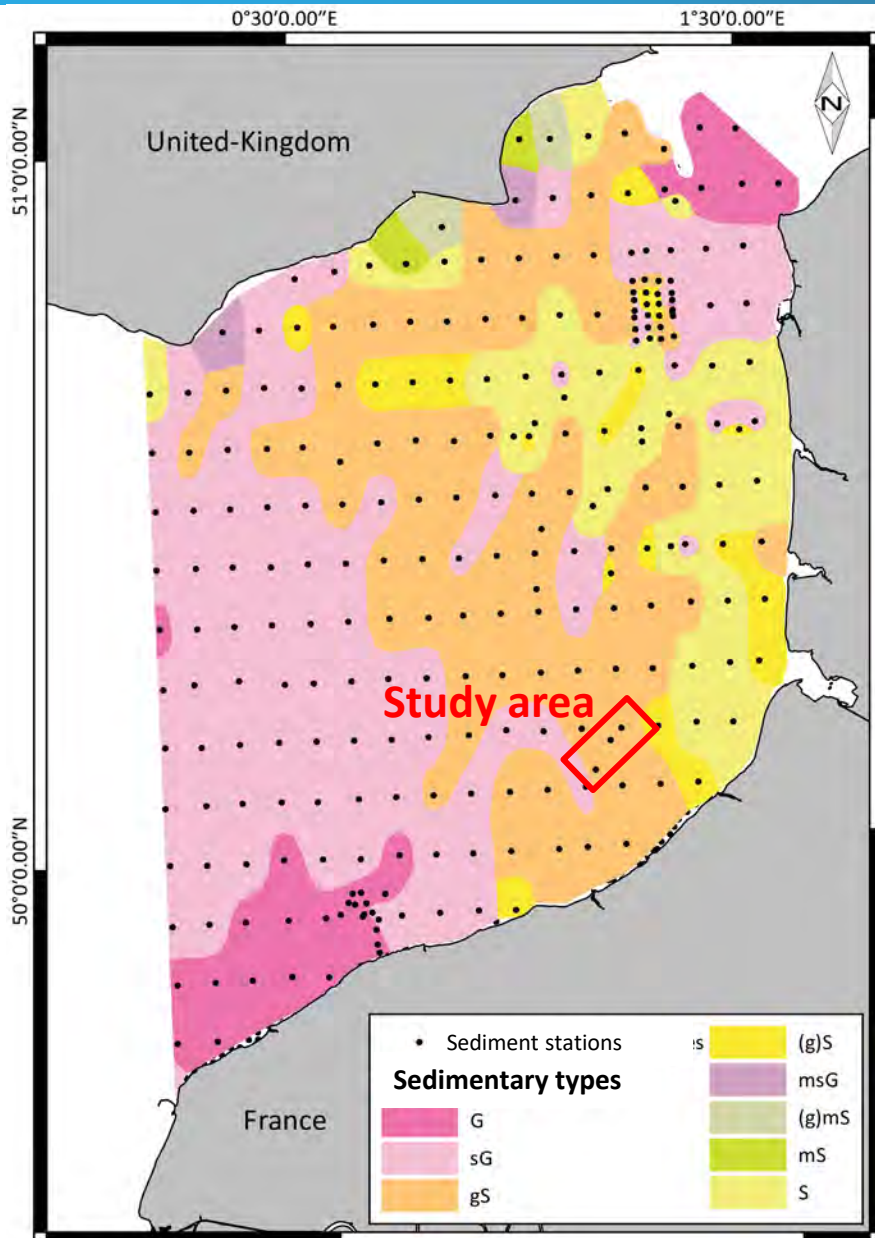 0°30'0.00''E
1°30'0.00''E
N
United-Kingdom
51°0'0.00''N
Study area
50°0'0.00''N
France
Sediment stations
Sedimentary types
G
sG
gS
(g)S
msG
(g)mS
mS
S